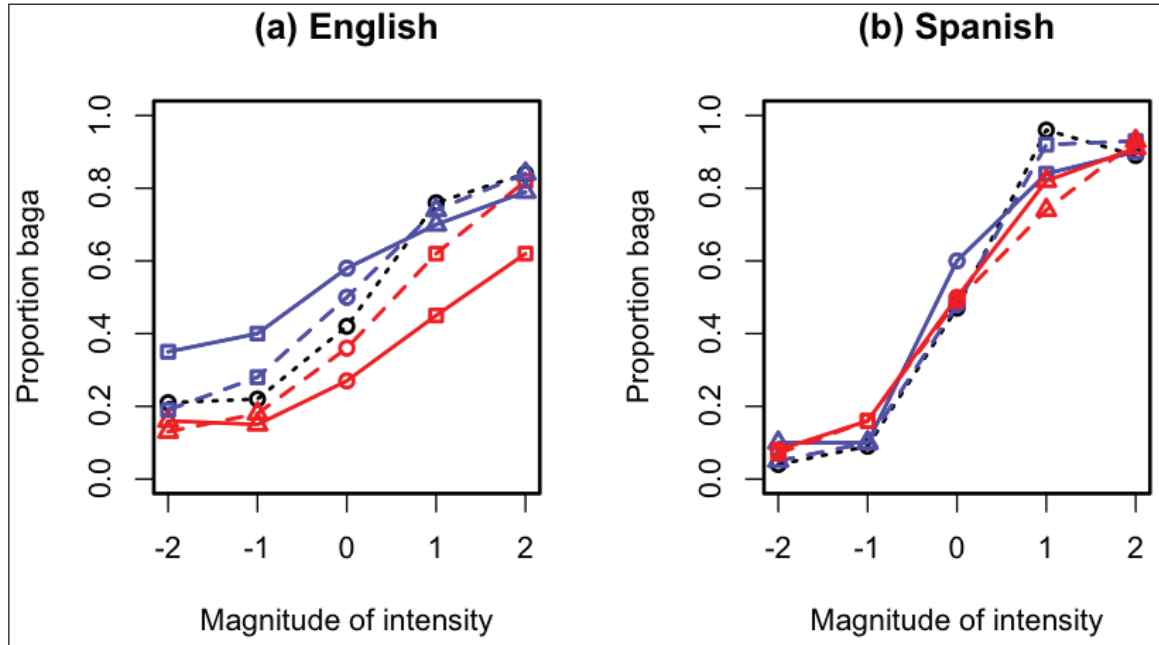 (a) English
Proportion baga
0.0 0.2 0.4 0.6 0.8 1.0
-2 -1 0 1 2
Magnitude of intensity
(b) Spanish
Proportion baga
0.0 0.2 0.4 0.6 0.8 1.0
-2 -1 0 1 2
Magnitude of intensity